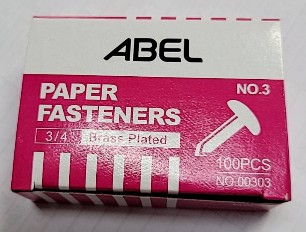 ABEL
PAPER NO.3
FASTENERS
3/4" Brass Plated
100PCS
NO.00303